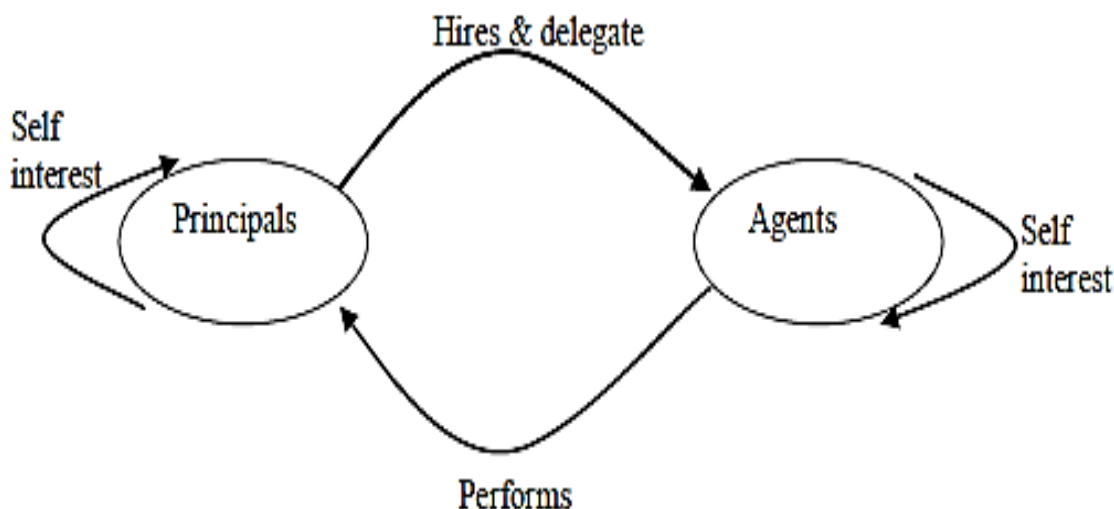 Hires & delegate
Self
interest
Principals
Agents
Self
interest
Performs